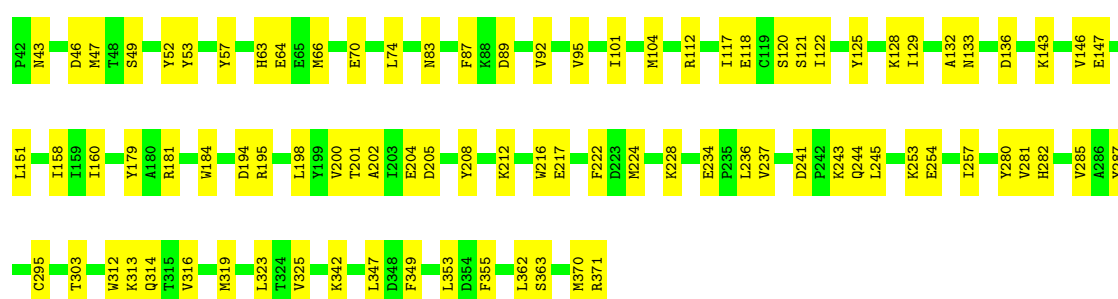 P42 N43 D46 M47 T48 S49 Y52 Y53 Y57 H63 E64 E65 M66 E70 L74 N83 F87 K88 D89 V92 V95 I101 M104 R112 I117 E118 C119 S120 S121 I122 Y125 K128 I129 A132 N133 D136 K143 V146 E147
L151 I158 I159 I160 Y179 A180 R181 W184 D194 R195 L198 Y199 V200 T201 A202 I203 E204 D205 Y208 K212 W216 E217 F222 D223 M224 K228 E234 P235 L236 V237 D241 P242 K243 Q244 L245 K253 E254 I257 Y280 V281 H282 V285 A286
C295 T303 W312 K313 Q314 T315 V316 M319 L323 T324 V325 K342 L347 D348 F349 L353 D354 F355 L362 S363 M370 R371